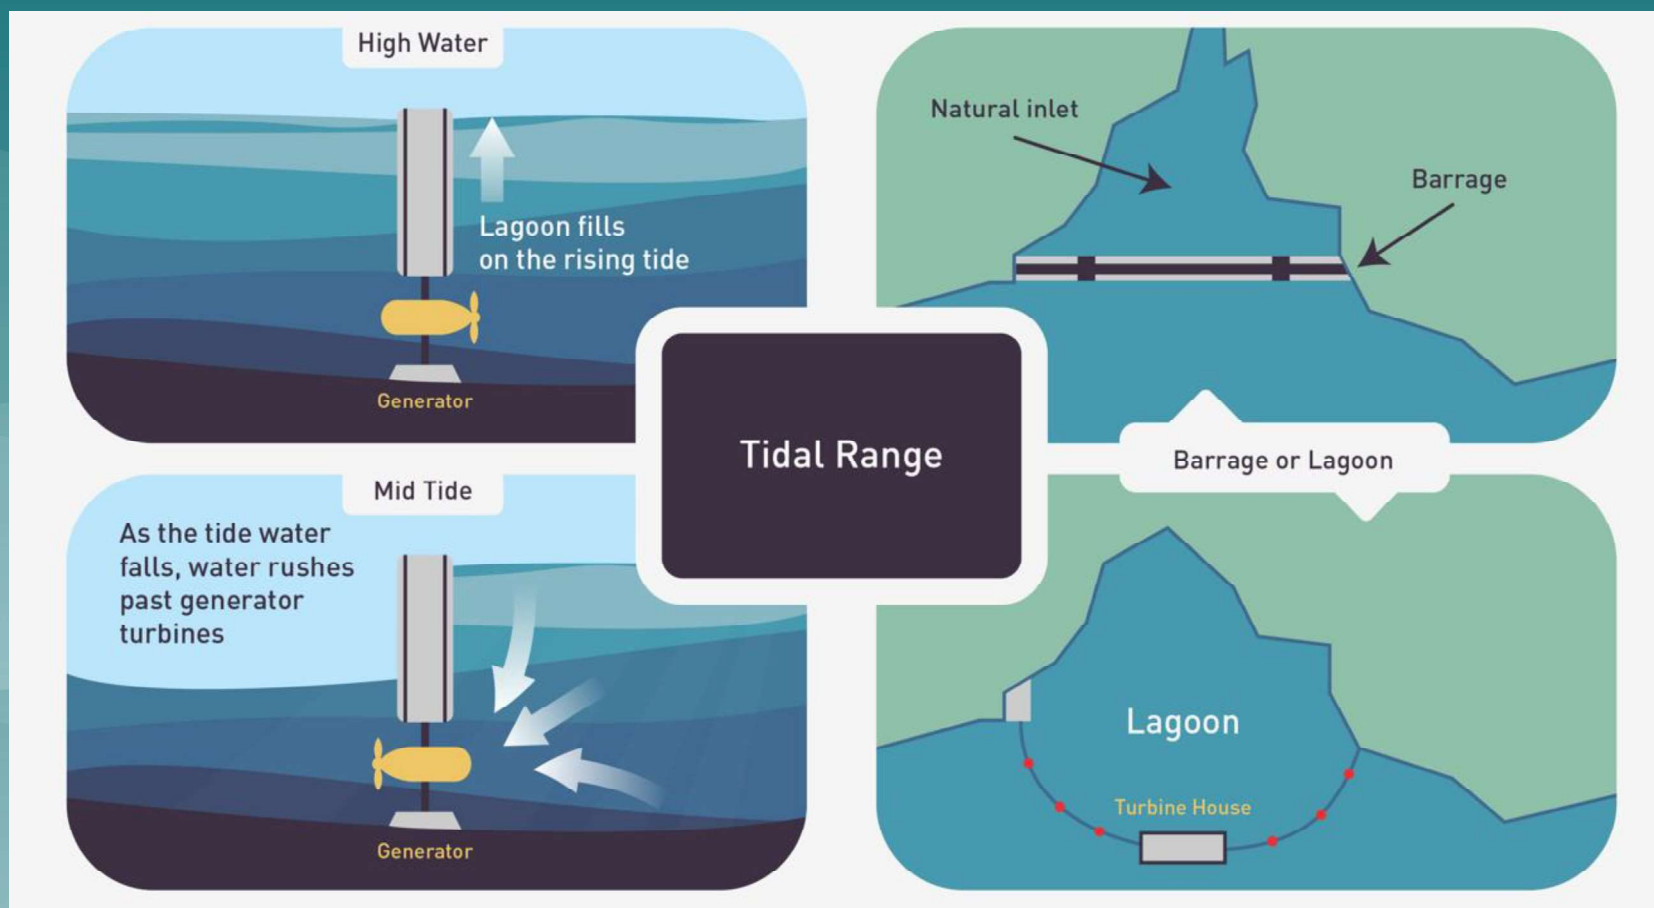 High Water
Lagoon fills
on the rising tide
Generator
Natural inlet
Barrage
Tidal Range
Barrage or Lagoon
Mid Tide
As the tide water
falls, water rushes
past generator
turbines
Generator
Lagoon
Turbine House